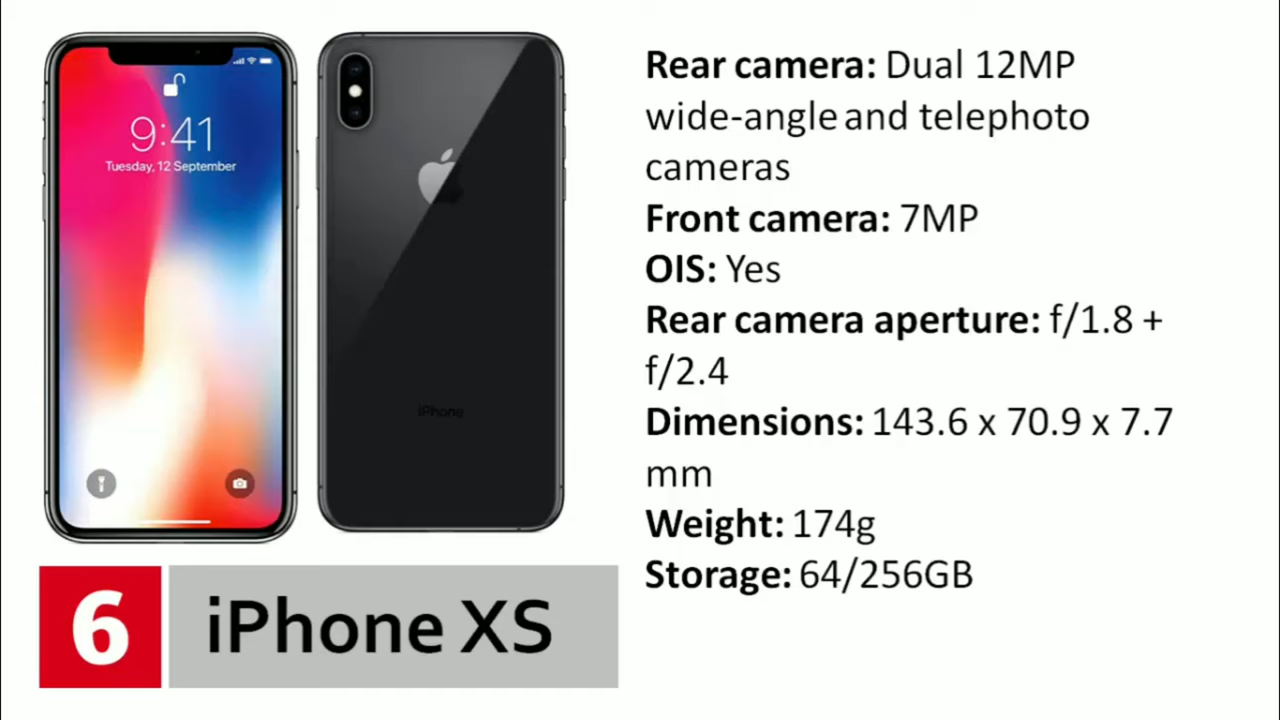 9:41
Tuesday, 12 September
iPhone
Rear camera: Dual 12MP
wide-angle and telephoto
cameras
Front camera: 7MP
OIS: Yes
Rear camera aperture: f/1.8 +
f/2.4
Dimensions: 143.6 x 70.9 x 7.7
mm
Weight: 174g
Storage: 64/256GB
6
iPhone XS